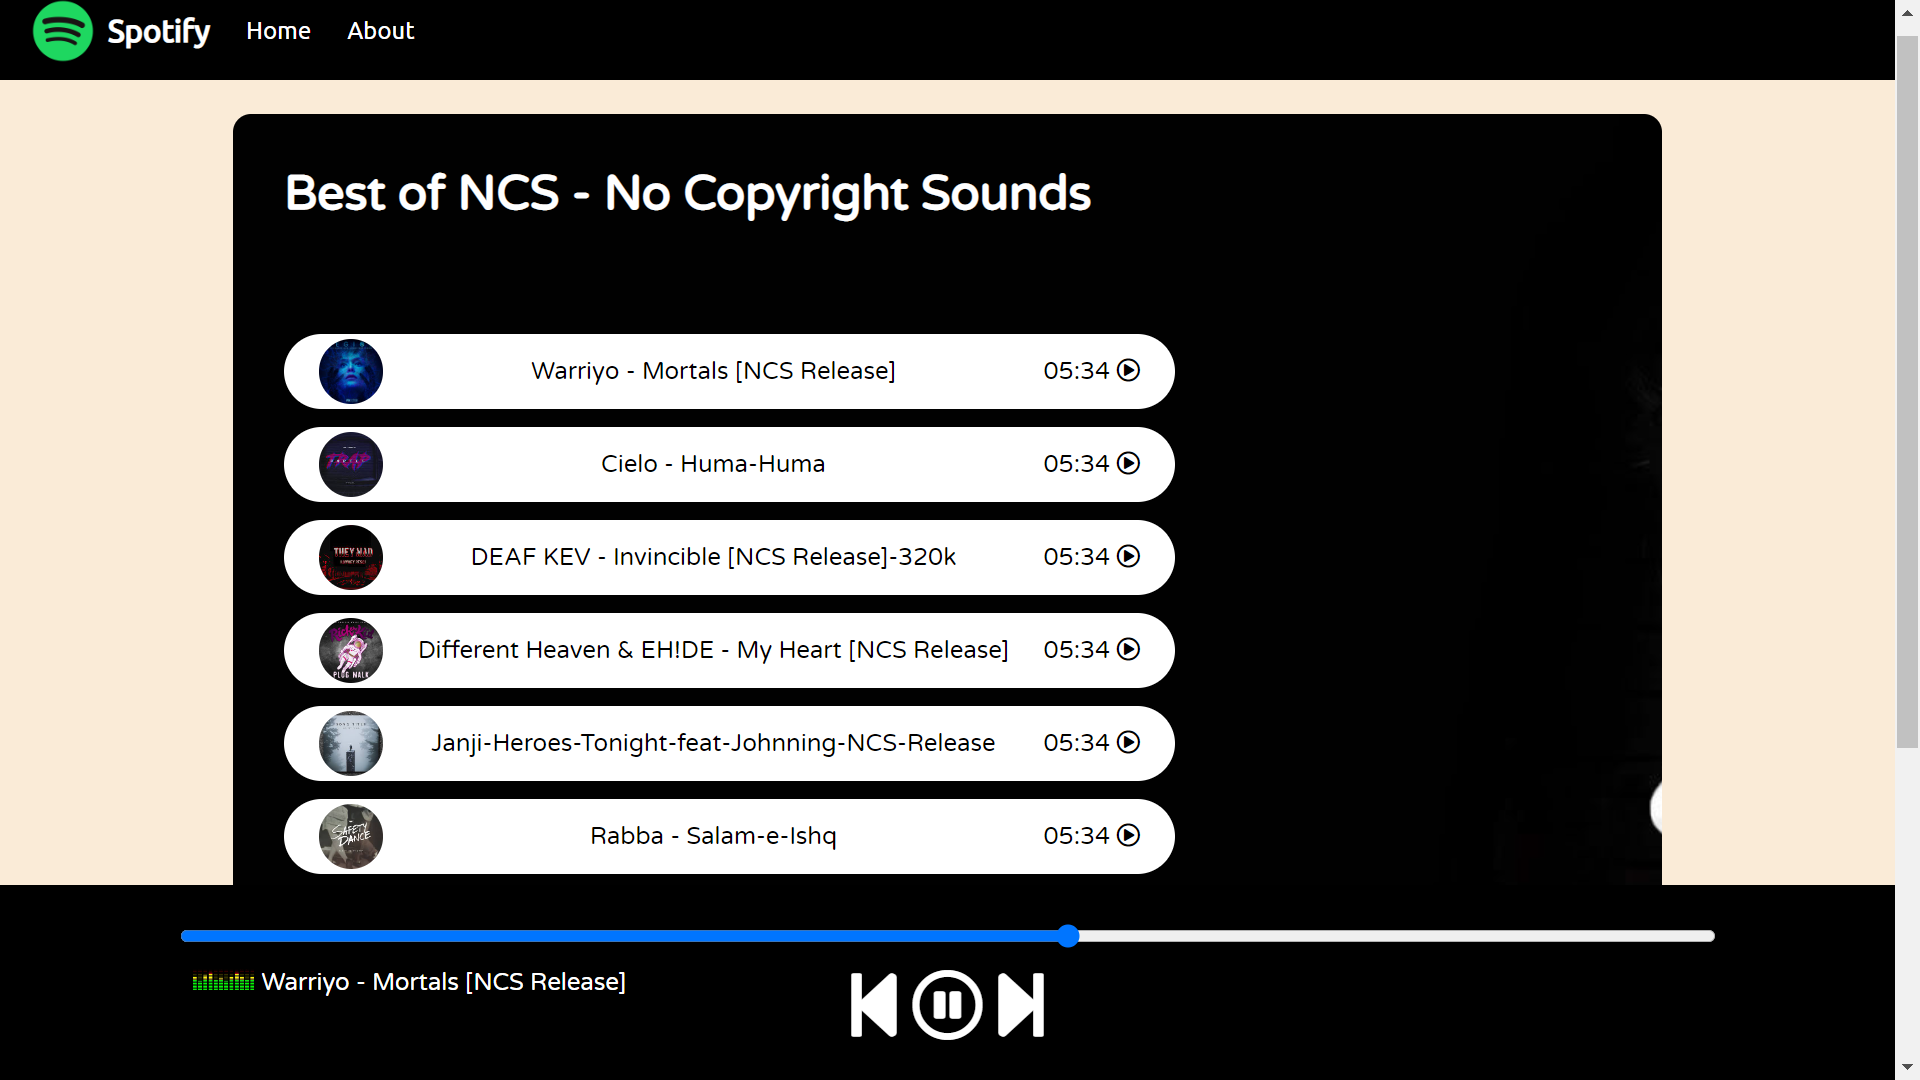 Spotify Home About
Best of NCS - No Copyright Sounds
Warriyo - Mortals [NCS Release] 05:34
Cielo - Huma-Huma 05:34
DEAF KEV - Invincible [NCS Release]-320k 05:34
Different Heaven & EH!DE - My Heart [NCS Release] 05:34
PLUG WALK
Janji-Heroes-Tonight-feat-Johnning-NCS-Release 05:34
SAFETY DANCE
Rabba - Salam-e-Ishq 05:34
Warriyo - Mortals [NCS Release]